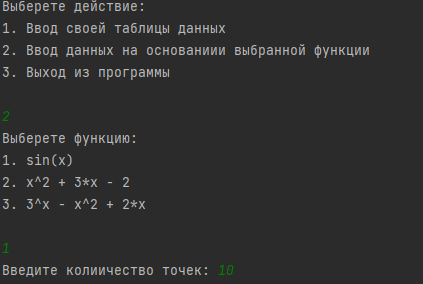 Выберете действие:
1. Ввод своей таблицы данных
2. Ввод данных на основаниии выбранной функции
3. Выход из программы
2
Выберете функцию:
1. sin(x)
2. x^2 + 3*x - 2
3. 3^x - x^2 + 2*x
1
Введите колиичество точек: 10